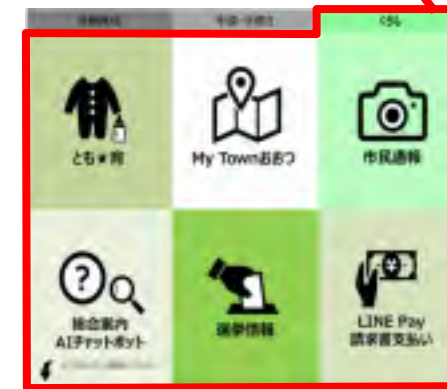 くらし
とも★育
My Townおおつ
市民通報
総合案内
AIチャットボット
選挙情報
LINE Pay
請求書支払い